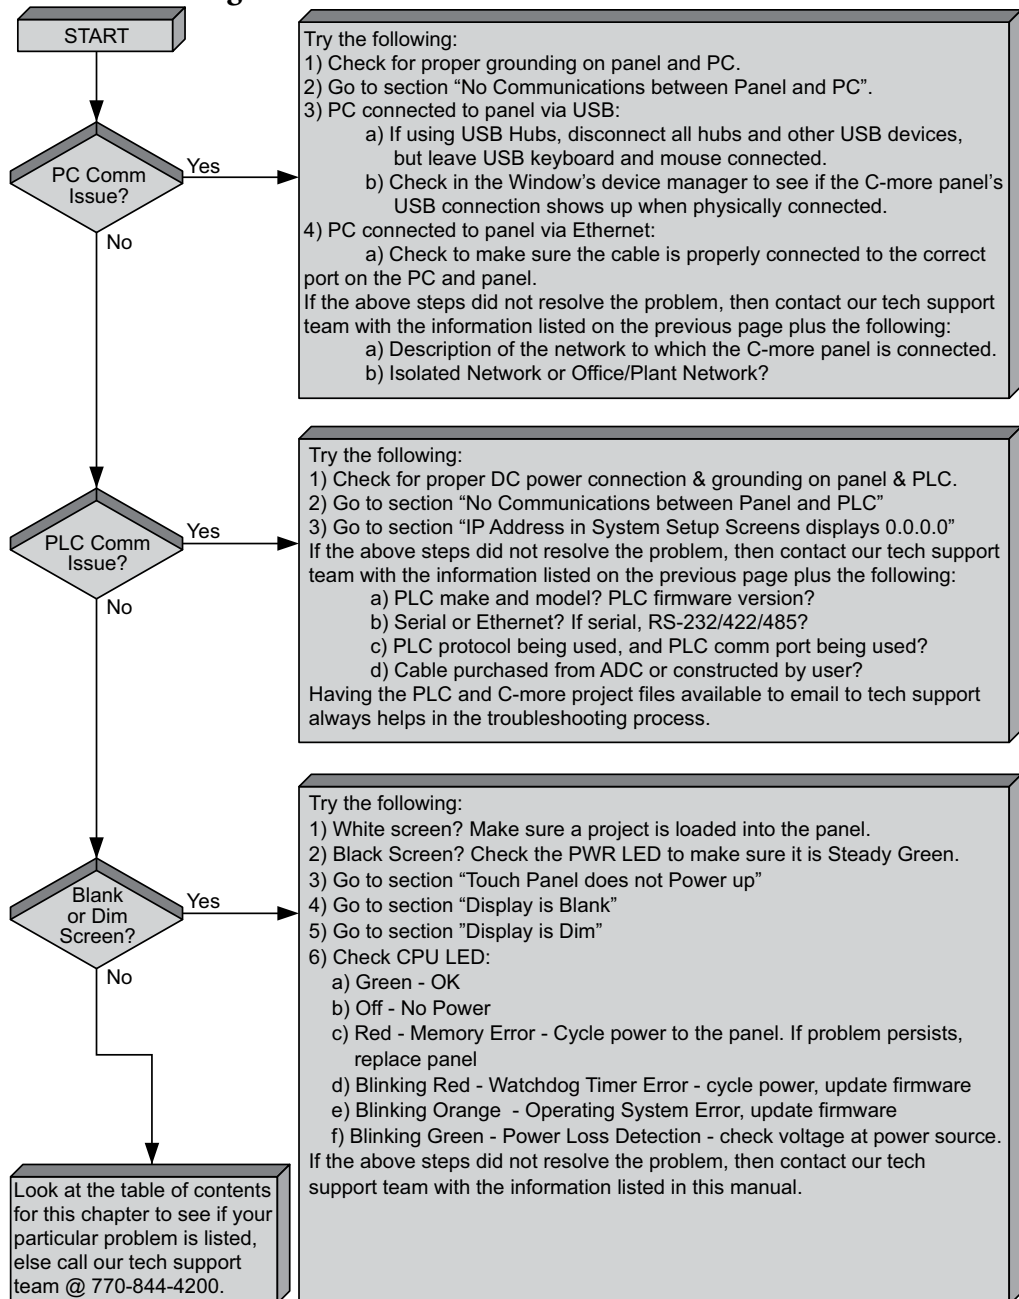 START
PC Comm
Issue?
Yes
No
Try the following:
1) Check for proper grounding on panel and PC.
2) Go to section “No Communications between Panel and PC”.
3) PC connected to panel via USB:
a) If using USB Hubs, disconnect all hubs and other USB devices,
but leave USB keyboard and mouse connected.
b) Check in the Window’s device manager to see if the C-more panel’s
USB connection shows up when physically connected.
4) PC connected to panel via Ethernet:
a) Check to make sure the cable is properly connected to the correct
port on the PC and panel.
If the above steps did not resolve the problem, then contact our tech support
team with the information listed on the previous page plus the following:
a) Description of the network to which the C-more panel is connected.
b) Isolated Network or Office/Plant Network?
PLC Comm
Issue?
Yes
No
Try the following:
1) Check for proper DC power connection & grounding on panel & PLC.
2) Go to section “No Communications between Panel and PLC”
3) Go to section “IP Address in System Setup Screens displays 0.0.0.0”
If the above steps did not resolve the problem, then contact our tech support
team with the information listed on the previous page plus the following:
a) PLC make and model? PLC firmware version?
b) Serial or Ethernet? If serial, RS-232/422/485?
c) PLC protocol being used, and PLC comm port being used?
d) Cable purchased from ADC or constructed by user?
Having the PLC and C-more project files available to email to tech support
always helps in the troubleshooting process.
Blank
or Dim
Screen?
Yes
No
Try the following:
1) White screen? Make sure a project is loaded into the panel.
2) Black Screen? Check the PWR LED to make sure it is Steady Green.
3) Go to section “Touch Panel does not Power up”
4) Go to section “Display is Blank”
5) Go to section ”Display is Dim”
6) Check CPU LED:
a) Green - OK
b) Off - No Power
c) Red - Memory Error - Cycle power to the panel. If problem persists,
replace panel
d) Blinking Red - Watchdog Timer Error - cycle power, update firmware
e) Blinking Orange - Operating System Error, update firmware
f) Blinking Green - Power Loss Detection - check voltage at power source.
If the above steps did not resolve the problem, then contact our tech
support team with the information listed in this manual.
Look at the table of contents
for this chapter to see if your
particular problem is listed,
else call our tech support
team @ 770-844-4200.